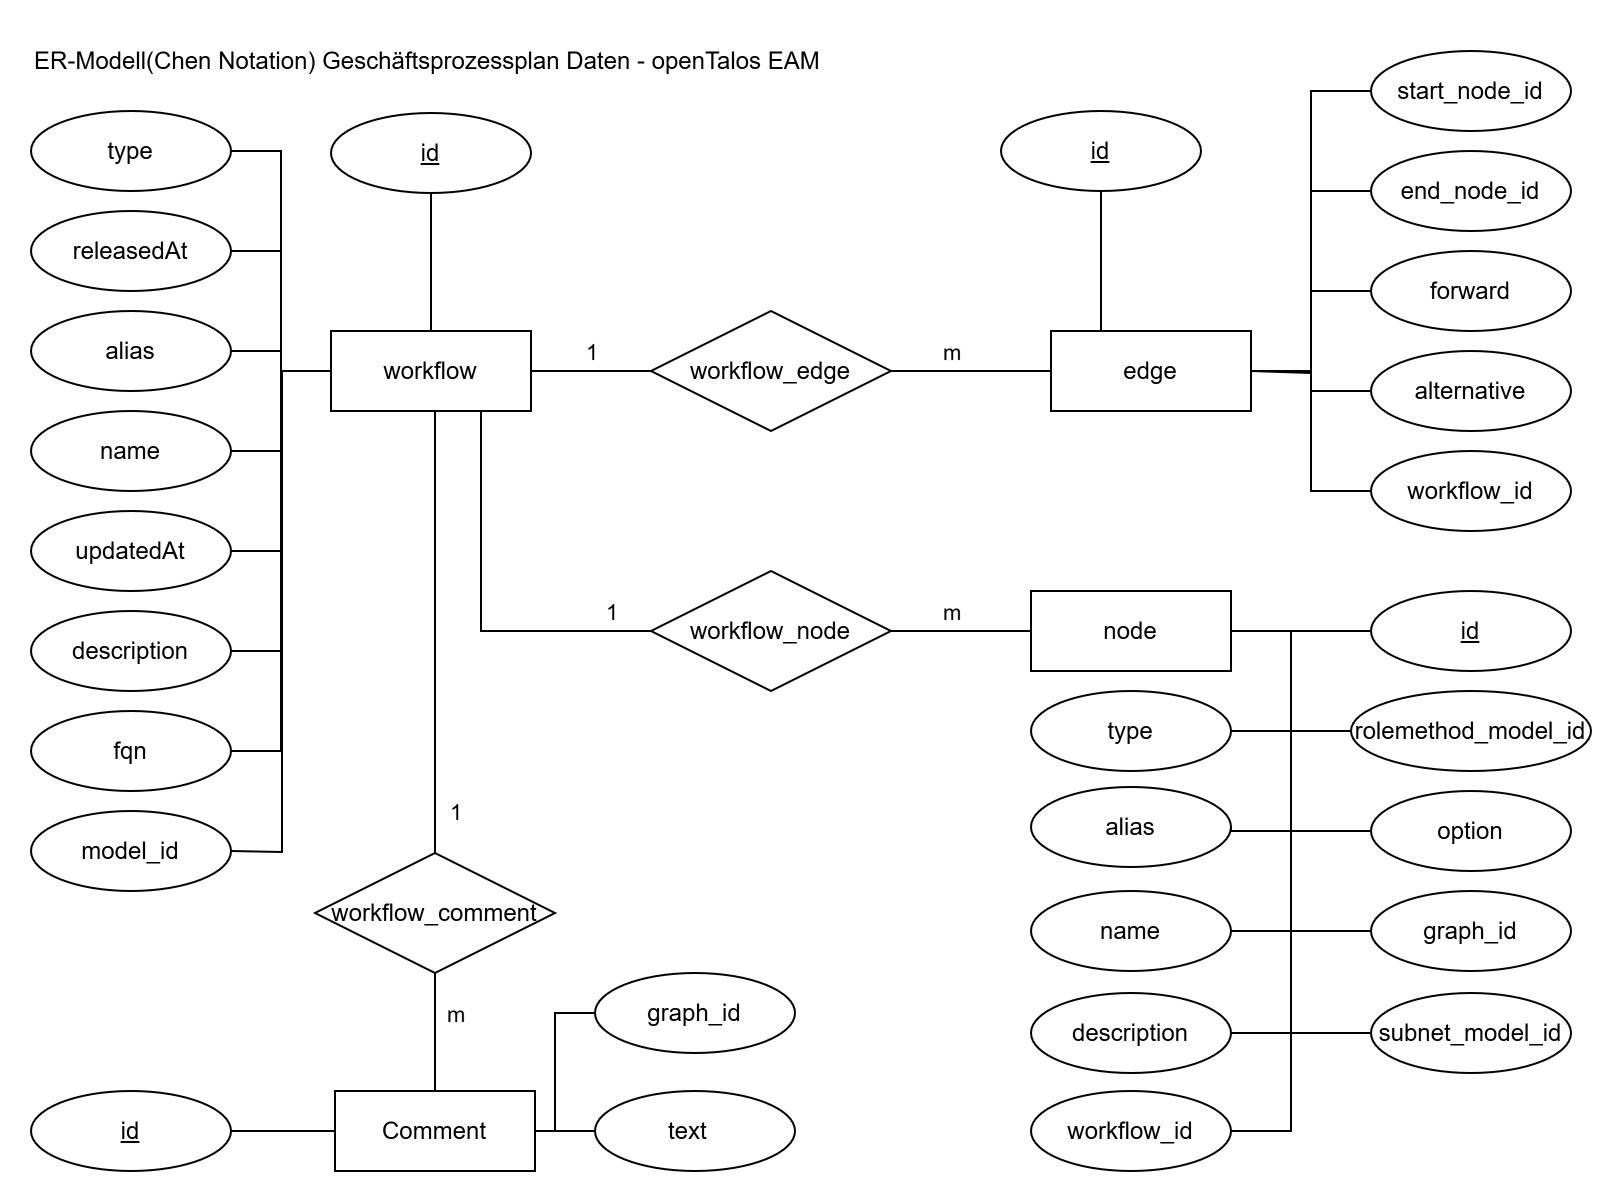 ER-Modell(Chen Notation) Geschäftsprozessplan Daten - openTalos EAM
type
releasedAt
alias
name
updatedAt
description
fqn
model_id
id
workflow
1
workflow_edge
m
edge
id
start_node_id
end_node_id
forward
alternative
workflow_id
1
workflow_node
m
node
id
type
rolemethod_model_id
alias
option
name
graph_id
description
subnet_model_id
workflow_id
1
workflow_comment
m
graph_id
id
Comment
text